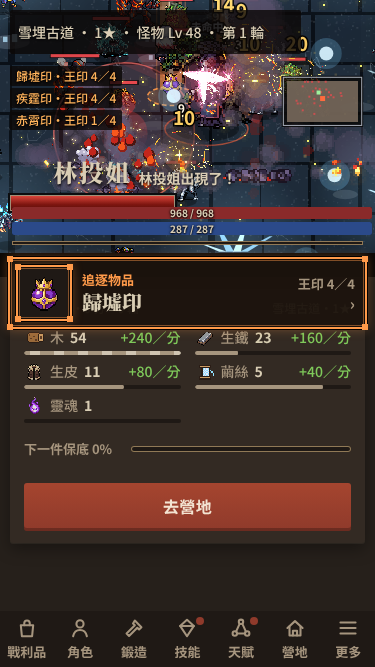 雪埋古道 · 1★ · 怪物 Lv 48 · 第 1 輪
149
10
20
歸墟印 · 王印 4／4
疾霆印 · 王印 4／4
赤霄印 · 王印 1／4
10
林投姐 林投姐出現了！
968 / 968
287 / 287
追逐物品
歸墟印
王印 4／4
›
木 54 +240／分
生鐵 23 +160／分
生皮 11 +80／分
繭絲 5 +40／分
靈魂 1
下一件保底 0%
去營地
戰利品 角色 鍛造 技能 天賦 營地 更多